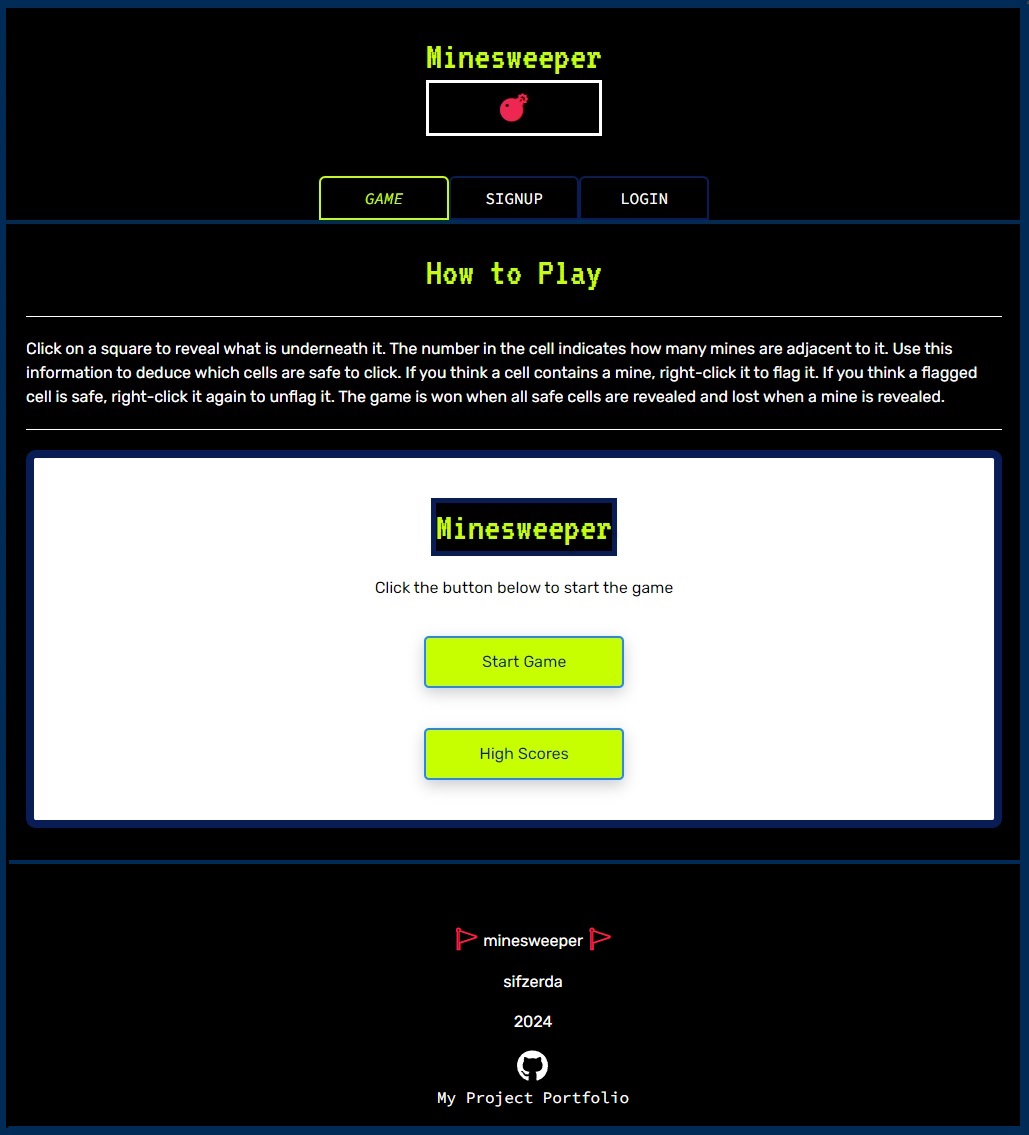 Minesweeper
GAME
SIGNUP
LOGIN
How to Play
Click on a square to reveal what is underneath it. The number in the cell indicates how many mines are adjacent to it. Use this
information to deduce which cells are safe to click. If you think a cell contains a mine, right-click it to flag it. If you think a flagged
cell is safe, right-click it again to unflag it. The game is won when all safe cells are revealed and lost when a mine is revealed.
Minesweeper
Click the button below to start the game
Start Game
High Scores
minesweeper
sifzerda
2024
My Project Portfolio